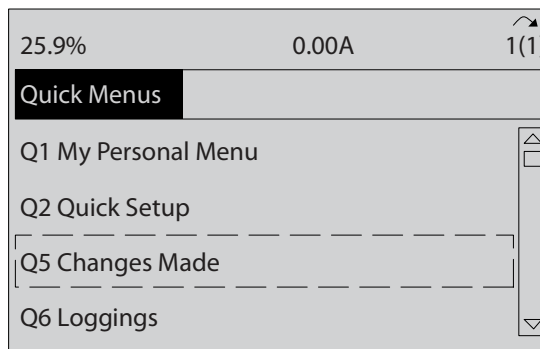 25.9% 0.00A 1(1
Quick Menus
Q1 My Personal Menu
Q2 Quick Setup
Q5 Changes Made
Q6 Loggings